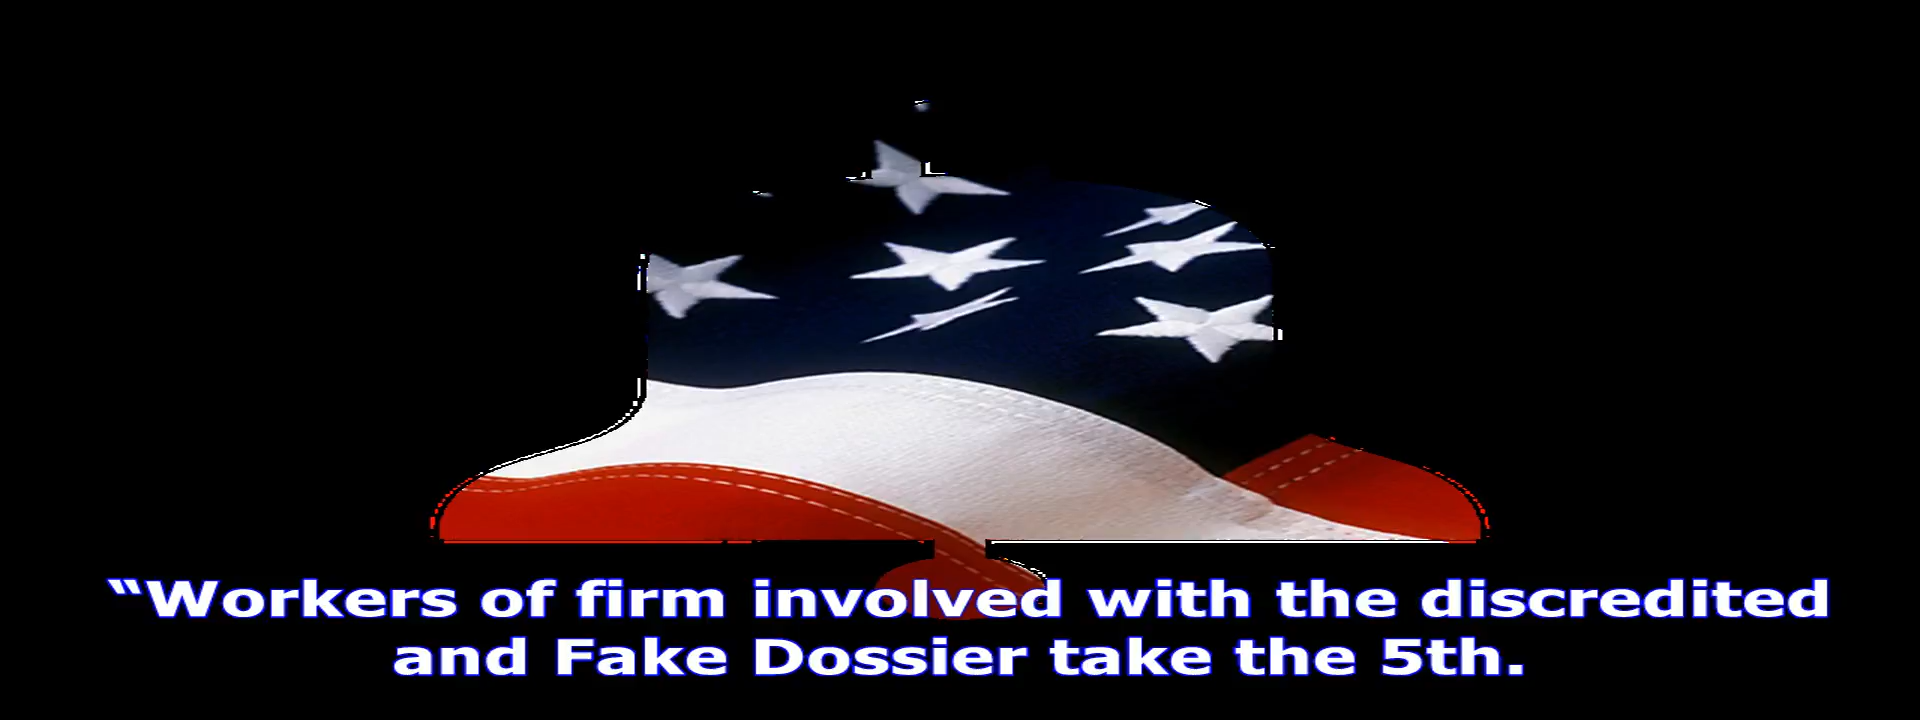 “Workers of firm involved with the discredited
and Fake Dossier take the 5th.